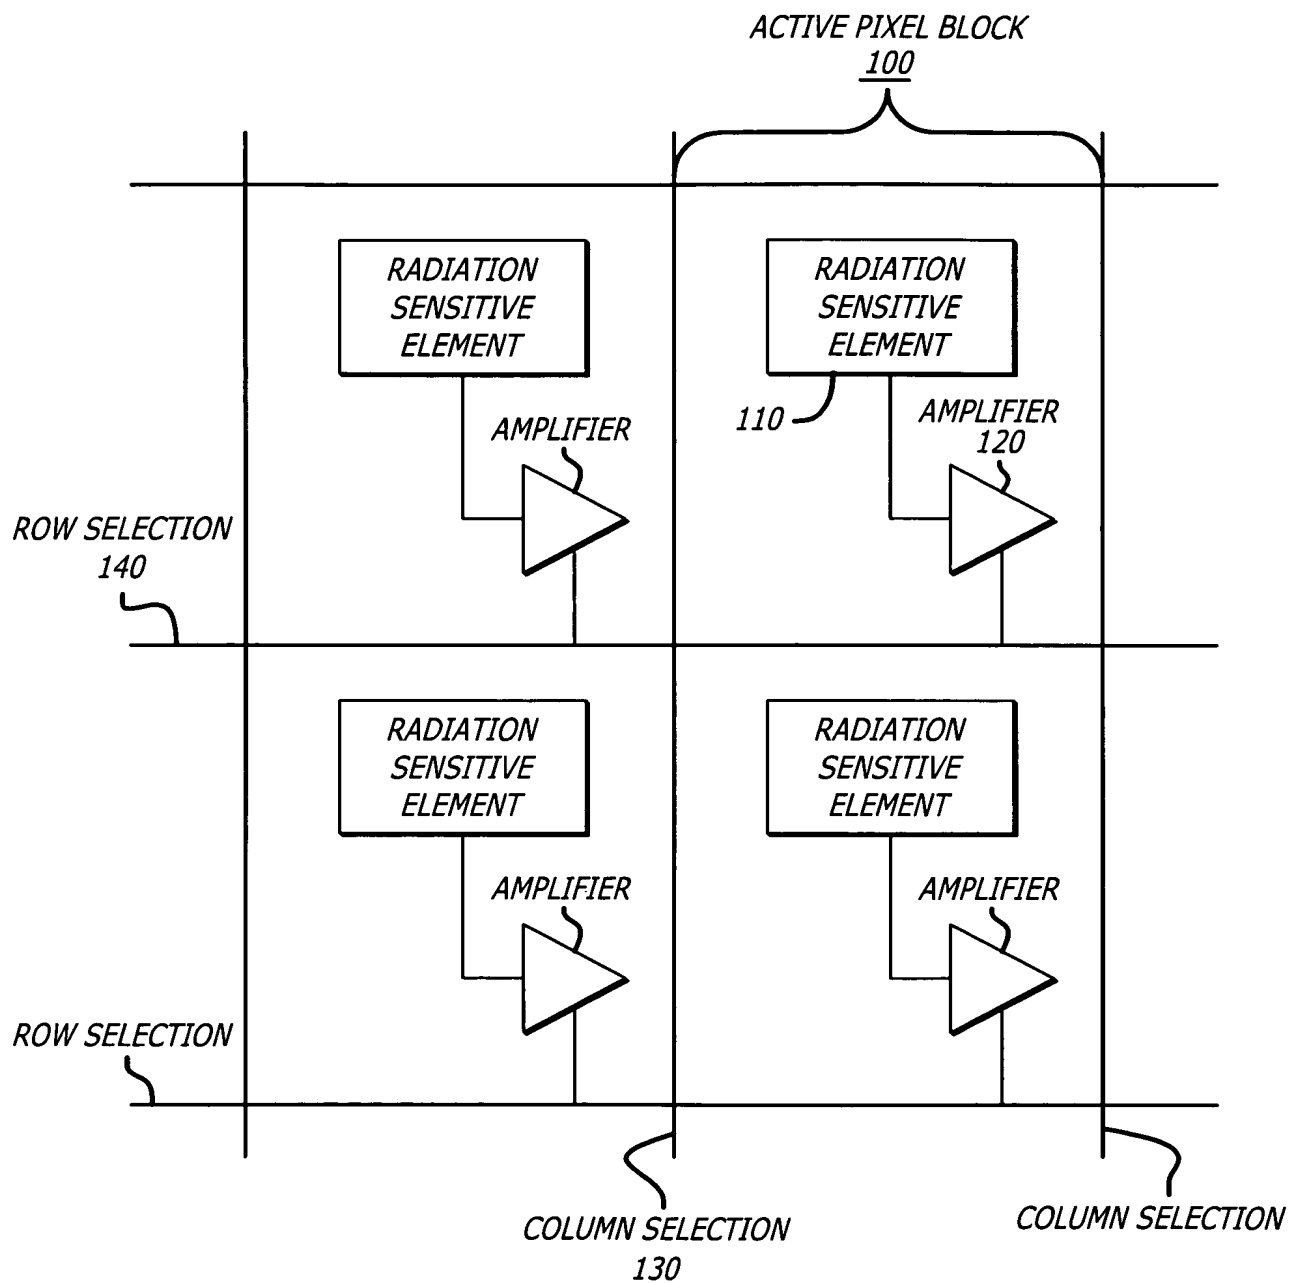 ACTIVE PIXEL BLOCK
100
RADIATION
SENSITIVE
ELEMENT
RADIATION
SENSITIVE
ELEMENT
110
AMPLIFIER
AMPLIFIER
120
ROW SELECTION
140
RADIATION
SENSITIVE
ELEMENT
RADIATION
SENSITIVE
ELEMENT
AMPLIFIER
AMPLIFIER
ROW SELECTION
COLUMN SELECTION
130
COLUMN SELECTION